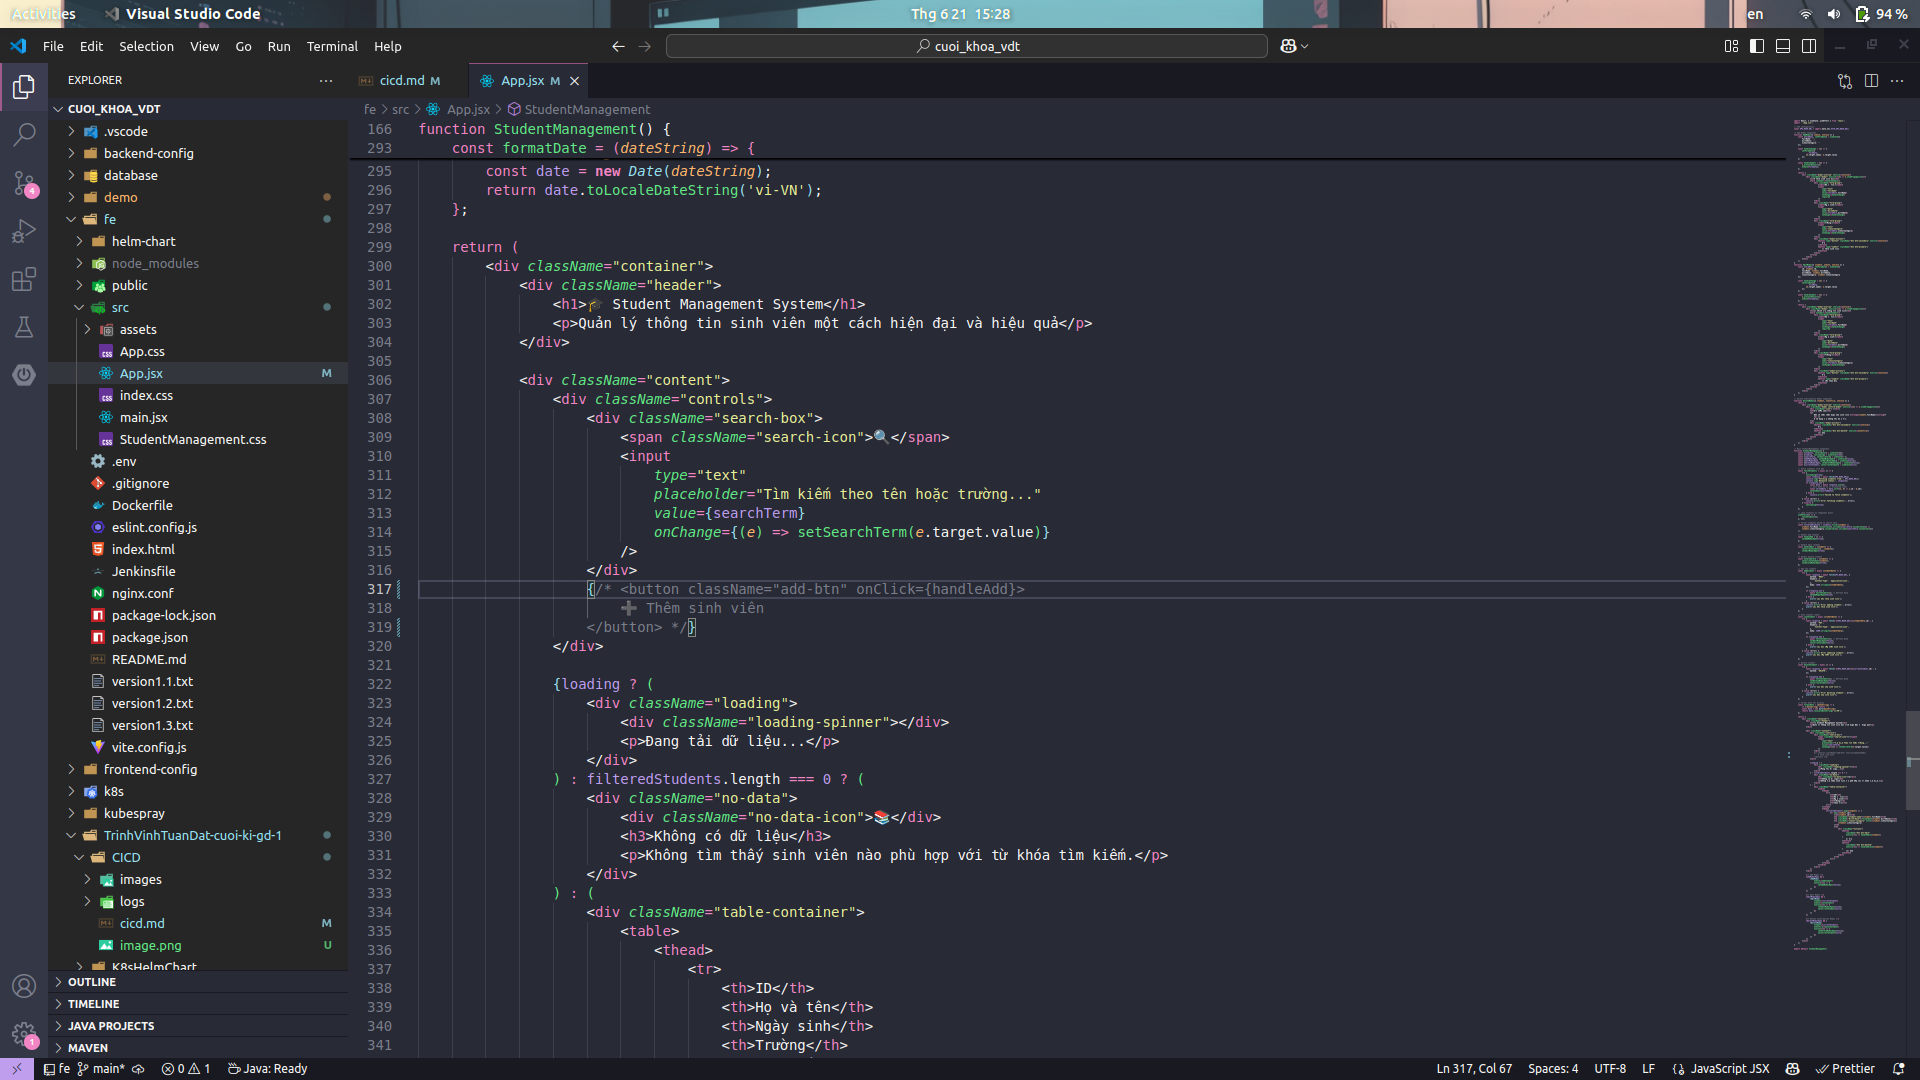 Activities
Visual Studio Code
Thg 6 21 15:28
en
94 %
File Edit Selection View Go Run Terminal Help
cuoi_khoa_vdt
EXPLORER
cicd.md M
App.jsx M
CUOI_KHOA_VDT
.vscode
backend-config
database
demo
fe
helm-chart
node_modules
public
src
assets
App.css
App.jsx M
index.css
main.jsx
StudentManagement.css
.env
.gitignore
Dockerfile
eslint.config.js
index.html
Jenkinsfile
nginx.conf
package-lock.json
package.json
README.md
version1.1.txt
version1.2.txt
version1.3.txt
vite.config.js
frontend-config
k8s
kubespray
TrinhVinhTuanDat-cuoi-ki-gd-1
CICD
images
logs
cicd.md M
image.png U
K8sHelmChart
OUTLINE
TIMELINE
JAVA PROJECTS
MAVEN
4
1
fe > src > App.jsx > StudentManagement
166 function StudentManagement() {
293 const formatDate = (dateString) => {
295 const date = new Date(dateString);
296 return date.toLocaleDateString('vi-VN');
297 };
298
299 return (
300 <div className="container">
301 <div className="header">
302 <h1>🎓 Student Management System</h1>
303 <p>Quản lý thông tin sinh viên một cách hiện đại và hiệu quả</p>
304 </div>
305
306 <div className="content">
307 <div className="controls">
308 <div className="search-box">
309 <span className="search-icon">🔍</span>
310 <input
311 type="text"
312 placeholder="Tìm kiếm theo tên hoặc trường..."
313 value={searchTerm}
314 onChange={(e) => setSearchTerm(e.target.value)}
315 />
316 </div>
317 {/* <button className="add-btn" onClick={handleAdd}>
318 ➕ Thêm sinh viên
319 </button> */}
320 </div>
321
322 {loading ? (
323 <div className="loading">
324 <div className="loading-spinner"></div>
325 <p>Đang tải dữ liệu...</p>
326 </div>
327 ) : filteredStudents.length === 0 ? (
328 <div className="no-data">
329 <div className="no-data-icon">📚</div>
330 <h3>Không có dữ liệu</h3>
331 <p>Không tìm thấy sinh viên nào phù hợp với từ khóa tìm kiếm.</p>
332 </div>
333 ) : (
334 <div className="table-container">
335 <table>
336 <thead>
337 <tr>
338 <th>ID</th>
339 <th>Họ và tên</th>
340 <th>Ngày sinh</th>
341 <th>Trường</th>
fe main* 0 1 Java: Ready
Ln 317, Col 67 Spaces: 4 UTF-8 LF JavaScript JSX Prettier